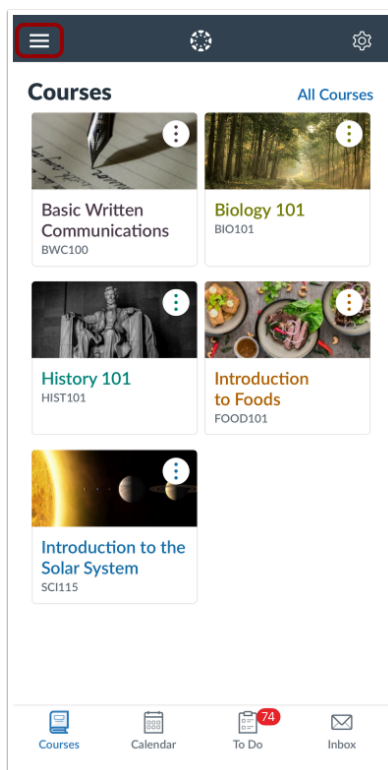 Courses
All Courses
Basic Written
Communications
BWC100
Biology 101
BIO101
History 101
HIST101
Introduction
to Foods
FOOD101
Introduction to the
Solar System
SCI115
74
Courses
Calendar
To Do
Inbox